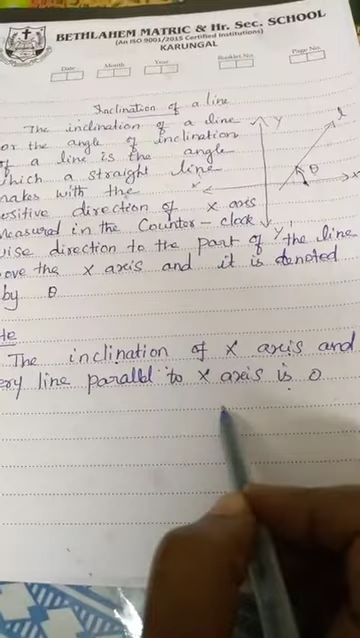 BETHLAHEM MATRIC & Hr. Sec. SCHOOL
(An ISO 9001/2015 Certified Institutions)
KARUNGAL
Date Month Year Booklet No. Page No.
Inclination of a line
The inclination of a line
or the angle of inclination
of a line is the angle
which a straight line
makes with the
positive direction of X axis
measured in the Counter - clock
wise direction to the part of the line
above the X axis and it is denoted
by θ
y
l
θ
x
x'
y'
The inclination of X axis and
every line parallel to X axis is 0